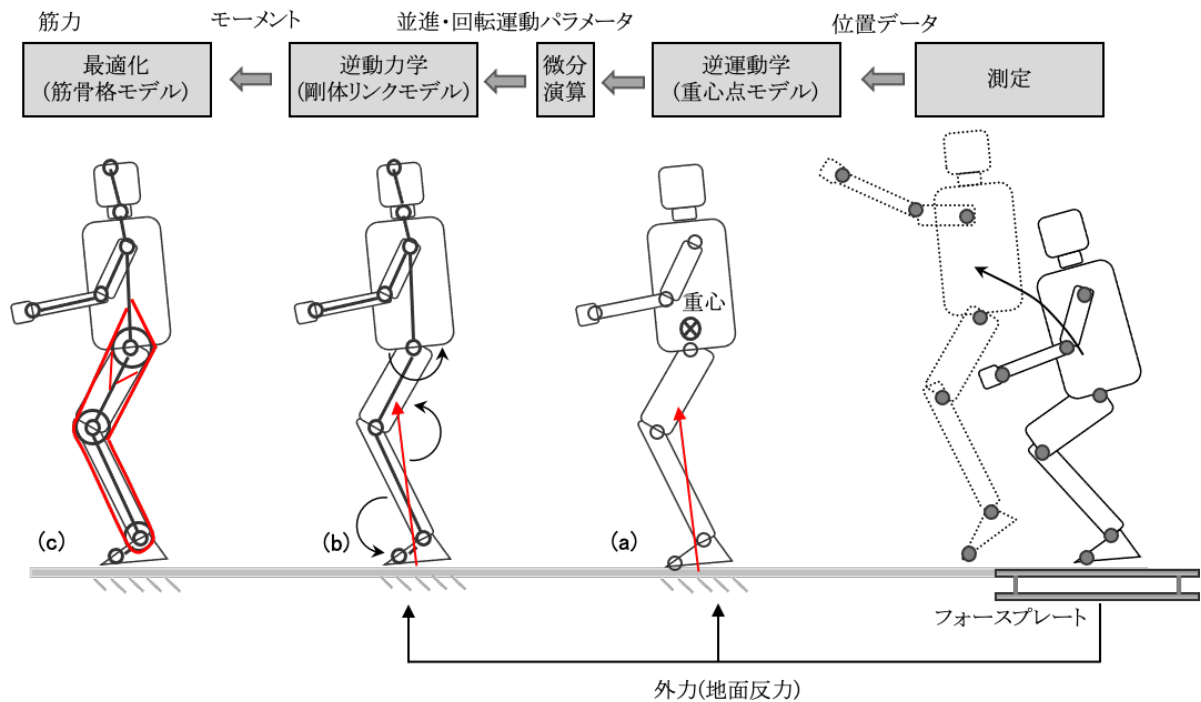 筋力
モーメント
並進・回転運動パラメータ
位置データ
最適化
(筋骨格モデル)
逆動力学
(剛体リンクモデル)
微分
演算
逆運動学
(重心点モデル)
測定
重心
(c)
(b)
(a)
フォースプレート
外力(地面反力)